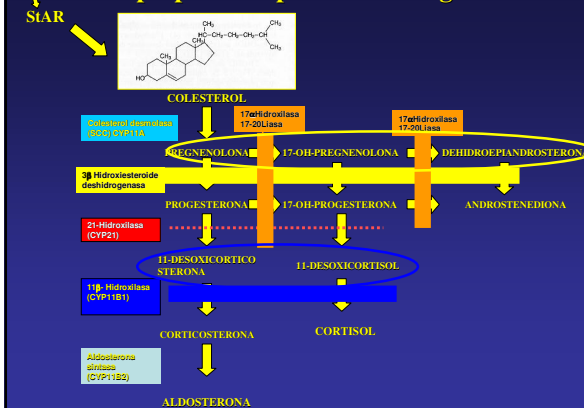 StAR
CH₃
CH-CH₂-CH₂-CH₂-CH
CH₃
CH₃
CH₃
CH₃
HO
COLESTEROL
17αHidroxilasa
17-20Liasa
17αHidroxilasa
17-20Liasa
Colesterol desmolasa
(SCC) CYP11A
PREGNENOLONA
17-OH-PREGNENOLONA
DEHIDROEPIANDROSTERONA
3β Hidroxiesteroide
deshidrogenasa
PROGESTERONA
17-OH-PROGESTERONA
ANDROSTENEDIONA
21-Hidroxilasa
(CYP21)
11-DESOXICORTICO
STERONA
11-DESOXICORTISOL
11β- Hidroxilasa
(CYP11B1)
CORTICOSTERONA
CORTISOL
Aldosterona
sintasa
(CYP11B2)
ALDOSTERONA